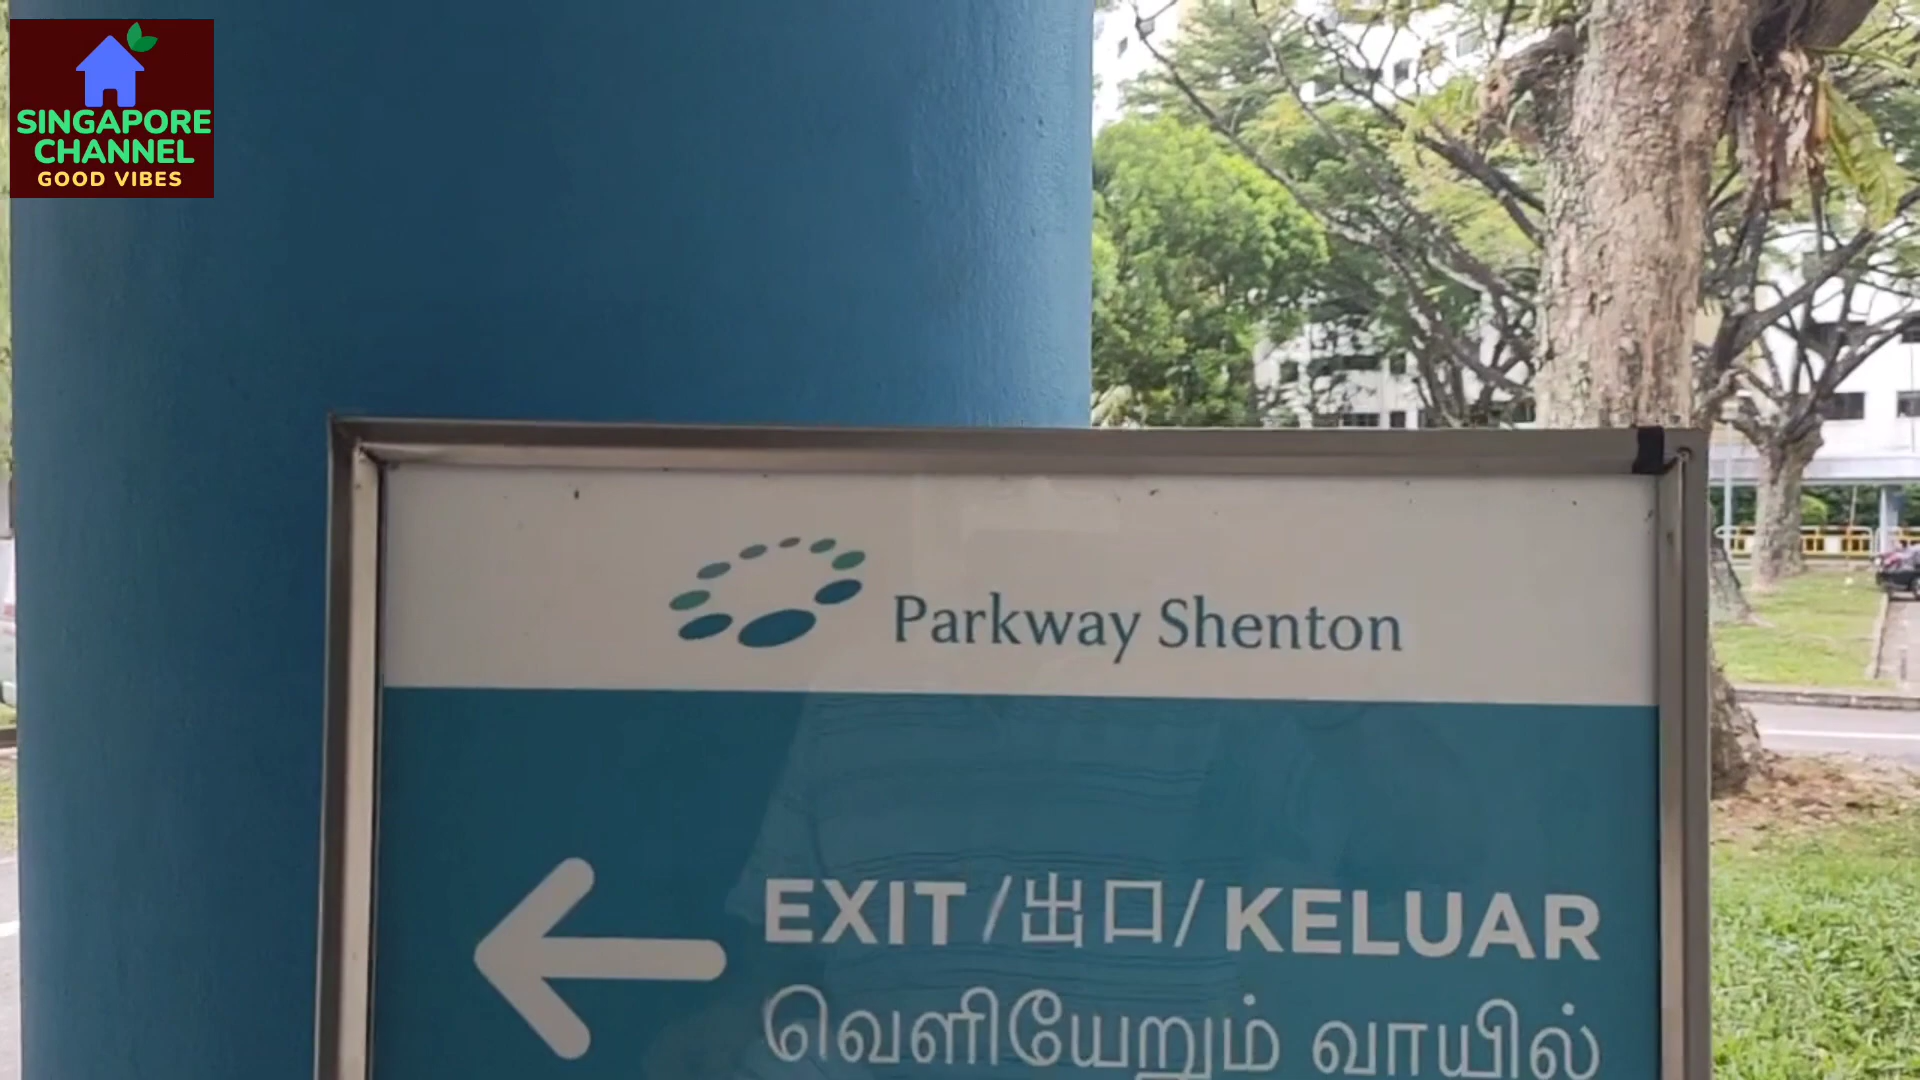 SINGAPORE
CHANNEL
GOOD VIBES
Parkway Shenton
EXIT/出口/KELUAR
வெளியேறும் வாயில்